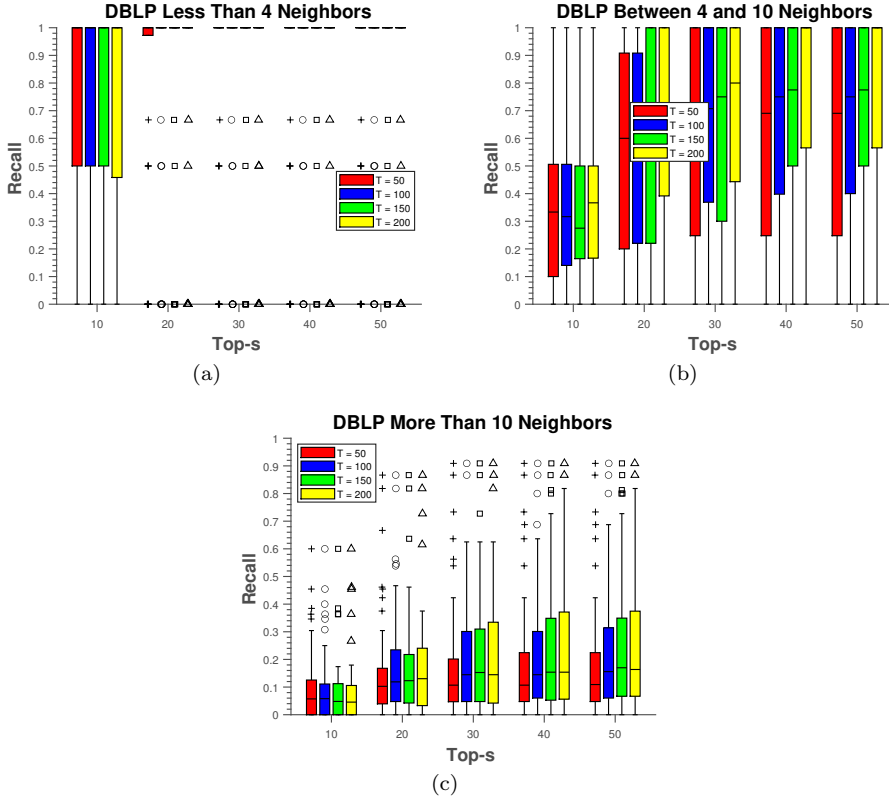 DBLP Less Than 4 Neighbors
1
0.9
0.8
0.7
0.6
0.5
0.4
0.3
0.2
0.1
0
Recall
T = 50
T = 100
T = 150
T = 200
10 20 30 40 50
Top-s
(a)
DBLP Between 4 and 10 Neighbors
1
0.9
0.8
0.7
0.6
0.5
0.4
0.3
0.2
0.1
0
Recall
T = 50
T = 100
T = 150
T = 200
10 20 30 40 50
Top-s
(b)
DBLP More Than 10 Neighbors
1
0.9
0.8
0.7
0.6
0.5
0.4
0.3
0.2
0.1
0
Recall
T = 50
T = 100
T = 150
T = 200
10 20 30 40 50
Top-s
(c)